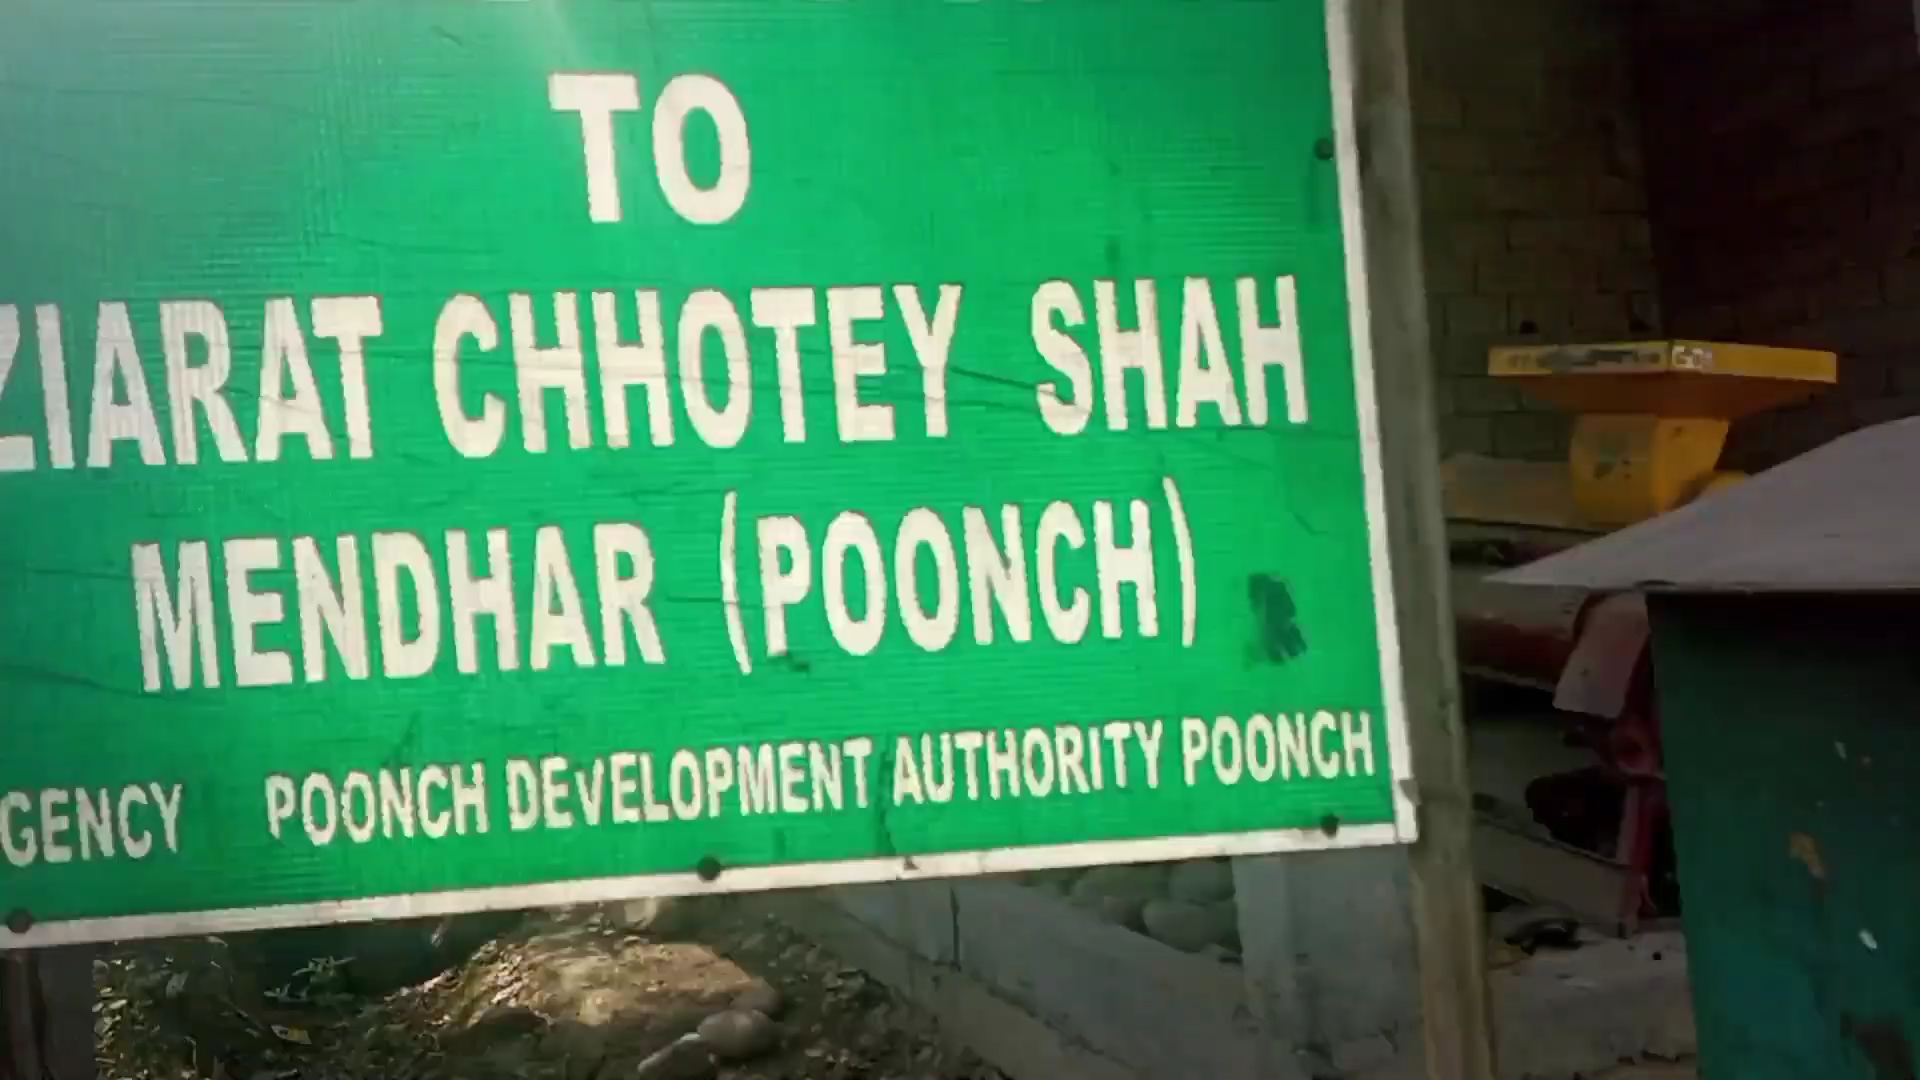 TO
ZIARAT CHHOTEY SHAH
MENDHAR (POONCH)
GENCY POONCH DEVELOPMENT AUTHORITY POONCH